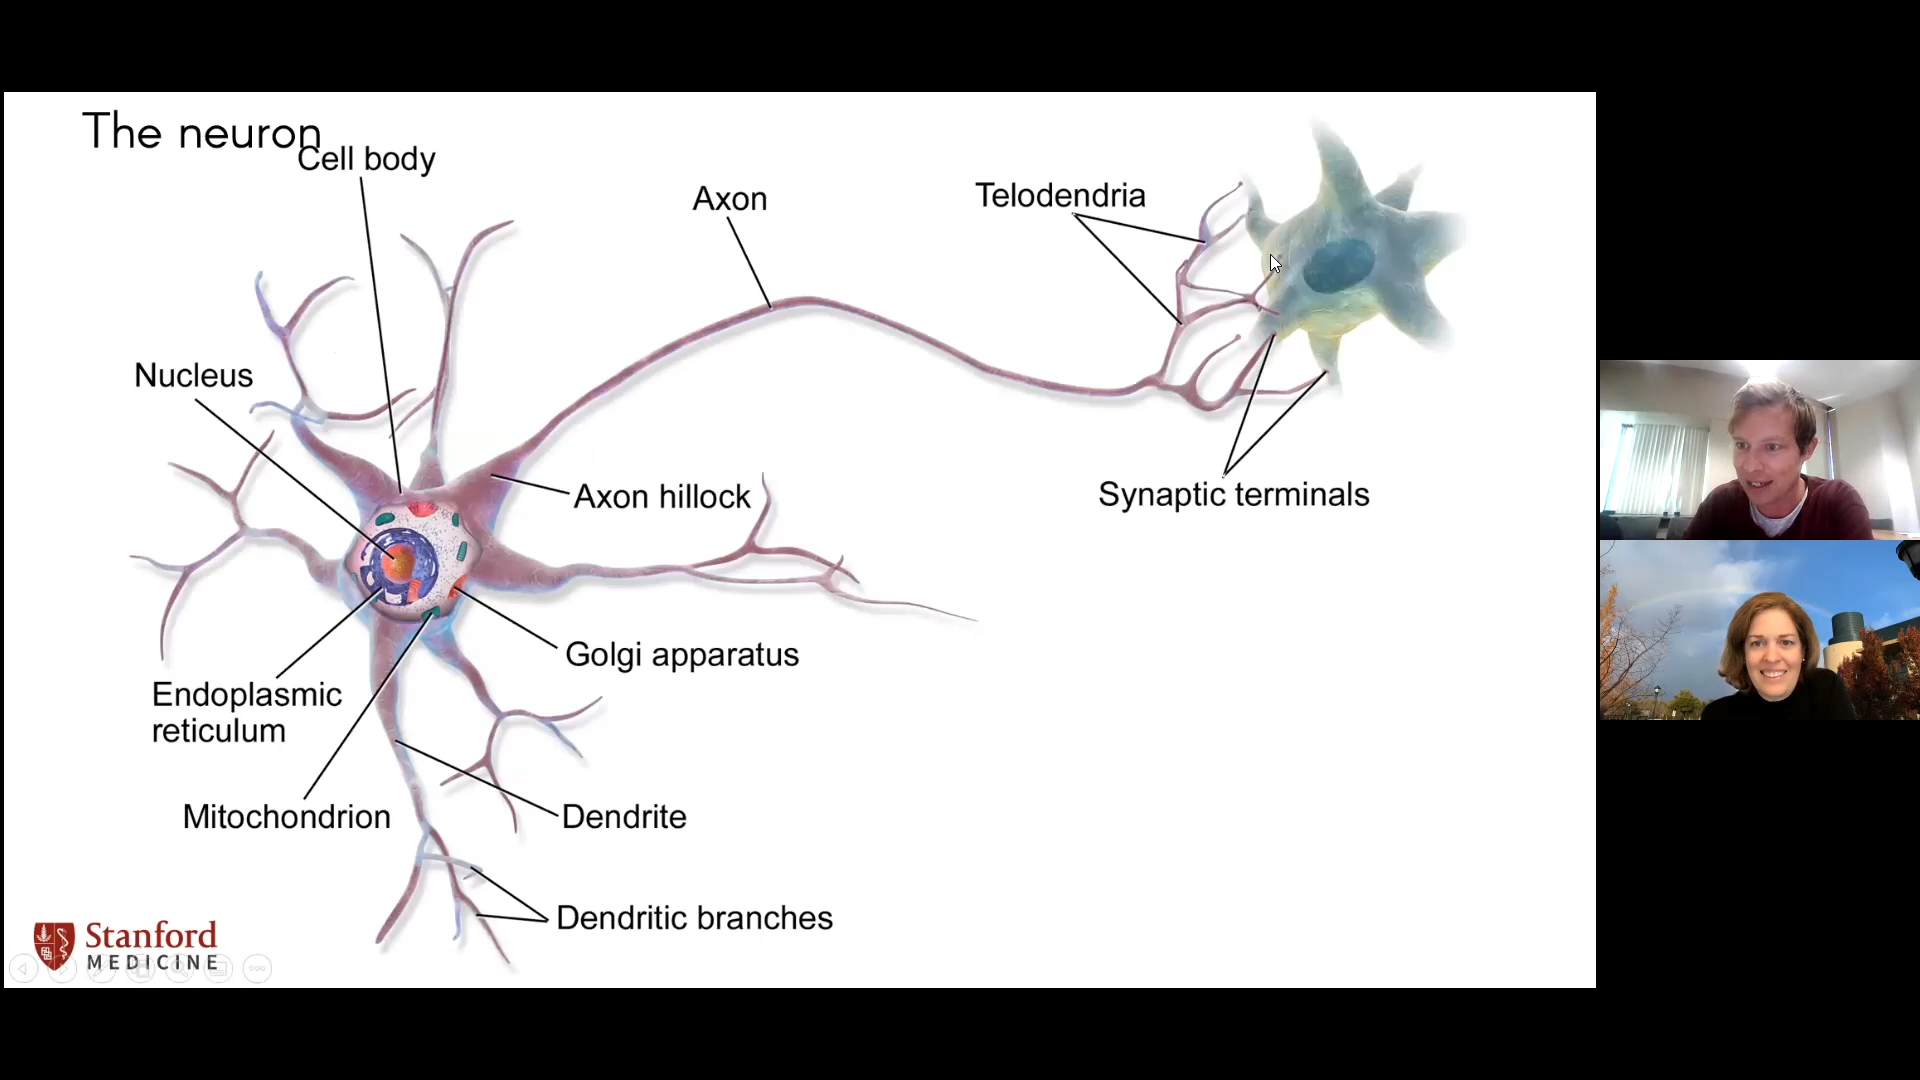 The neuron
Cell body
Axon
Telodendria
Nucleus
Axon hillock
Synaptic terminals
Golgi apparatus
Endoplasmic
reticulum
Mitochondrion
Dendrite
Dendritic branches
Stanford
MEDICINE